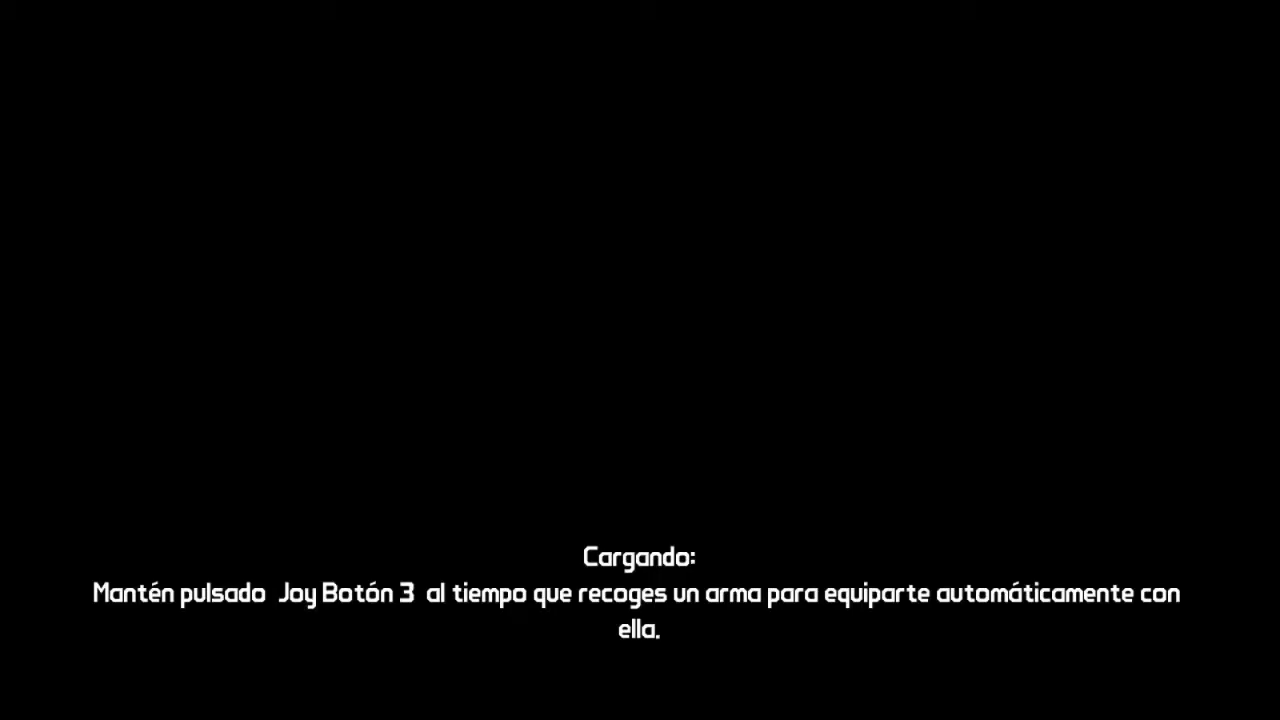 Cargando:
Mantén pulsado Joy Botón 3 al tiempo que recoges un arma para equiparte automáticamente con
ella.